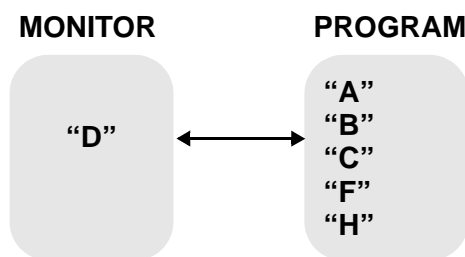 MONITOR
PROGRAM
“D”
“A”
“B”
“C”
“F”
“H”